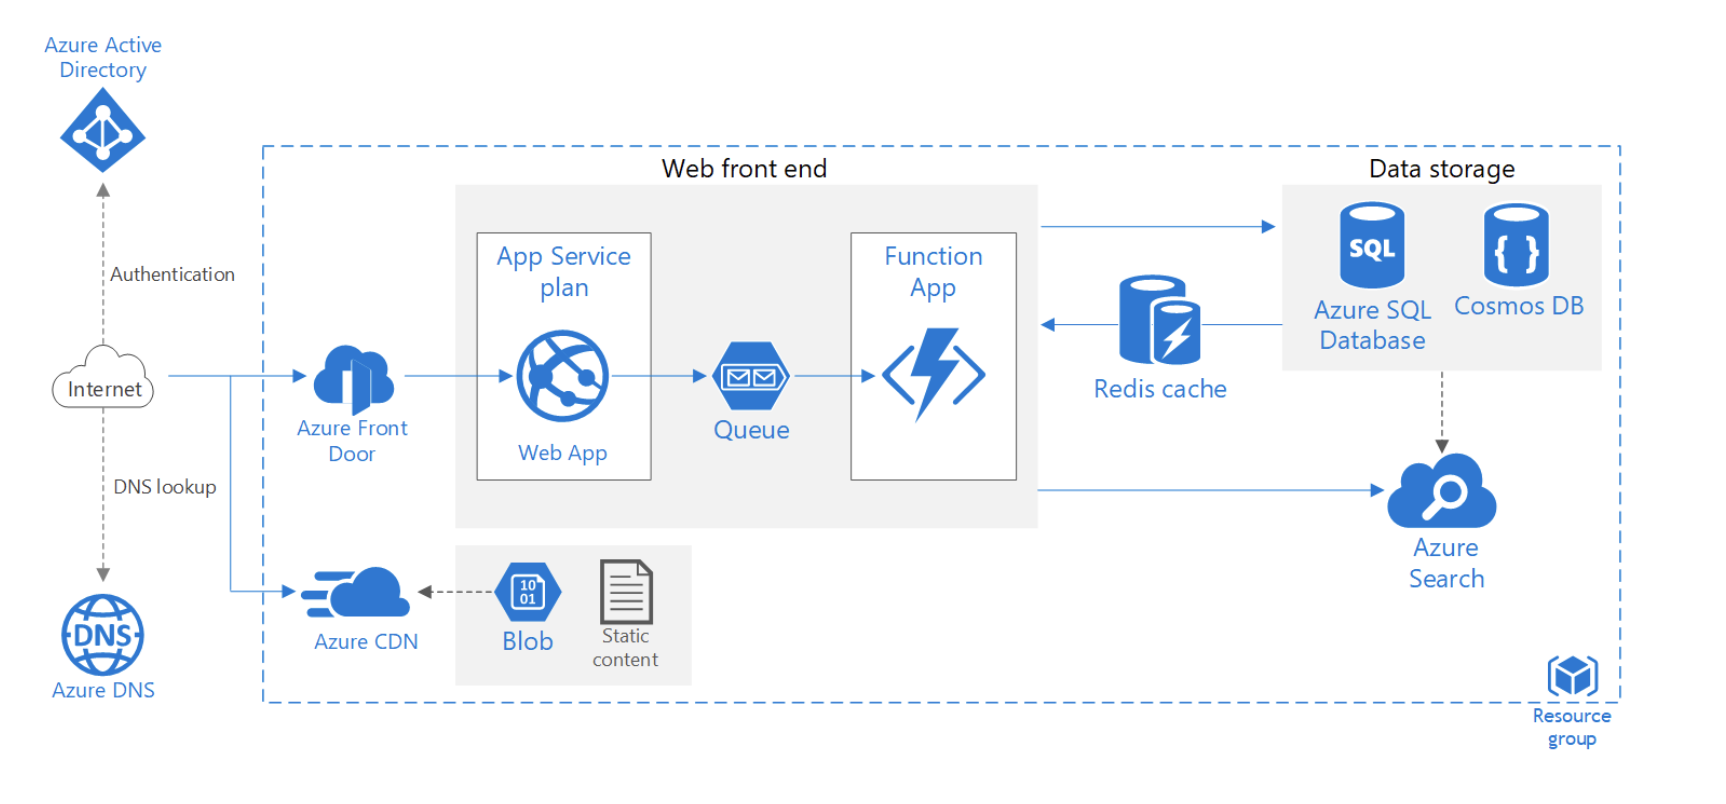 Azure Active
Directory
Authentication
Internet
DNS lookup
DNS
Azure DNS
Azure Front
Door
Azure CDN
Web front end
App Service
plan
Web App
Queue
Function
App
10
01
Blob
Static
content
Redis cache
Data storage
SQL
Azure SQL
Database
{ }
Cosmos DB
Azure
Search
Resource
group